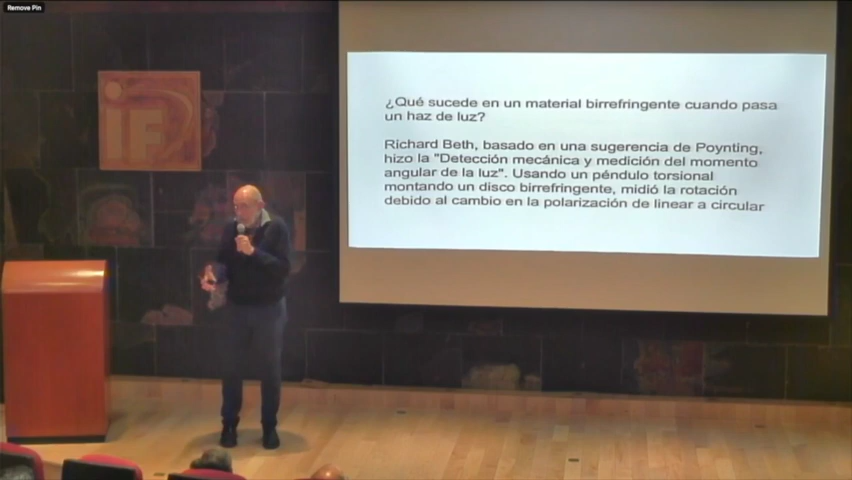 Remove Pin
iF
¿Qué sucede en un material birrefringente cuando pasa
un haz de luz?
Richard Beth, basado en una sugerencia de Poynting,
hizo la "Detección mecánica y medición del momento
angular de la luz". Usando un péndulo torsional
montando un disco birrefringente, midió la rotación
debido al cambio en la polarización de linear a circular